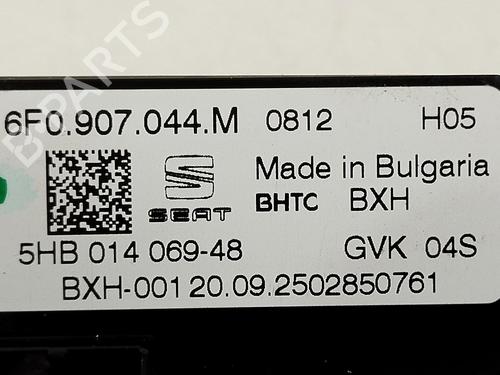 6F0.907.044.M 0812 H05
SEAT
Made in Bulgaria
BHTC BXH
5HB 014 069-48 GVK 04S
BXH-001 20.09.2502850761
B PARTS